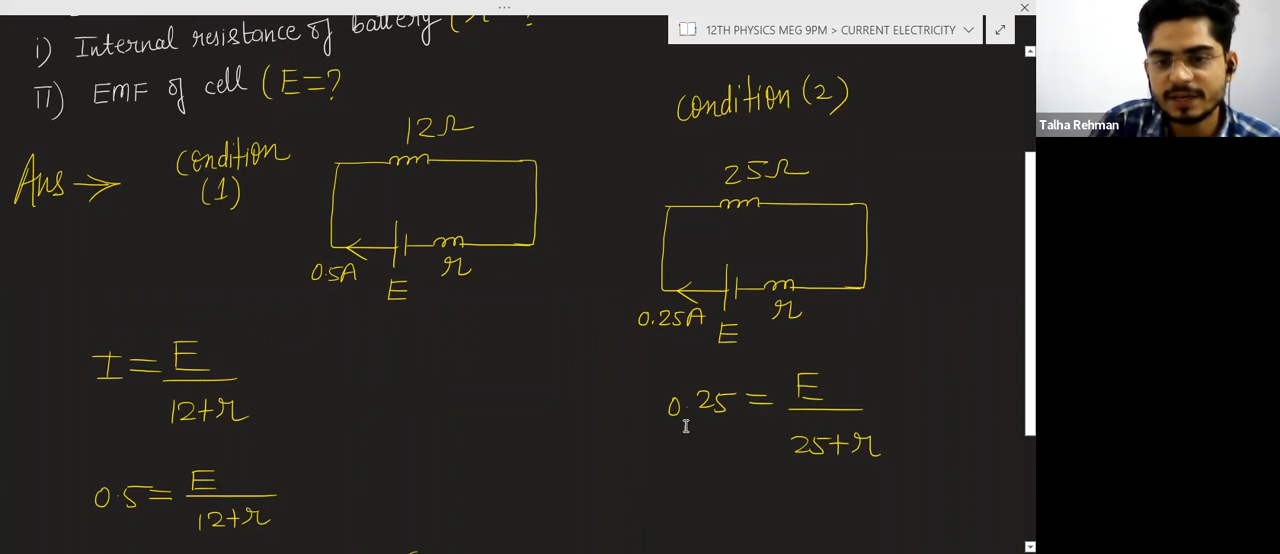 i) Internal resistance of battery (r = ?
II) EMF of cell (E=?
12TH PHYSICS MEG 9PM > CURRENT ELECTRICITY
Talha Rehman
Ans → condition (1)
12Ω
0.5A
E
r
condition (2)
25Ω
0.25A
E
r
I = E / 12+r
0.5 = E / 12+r
0.25 = E / 25+r